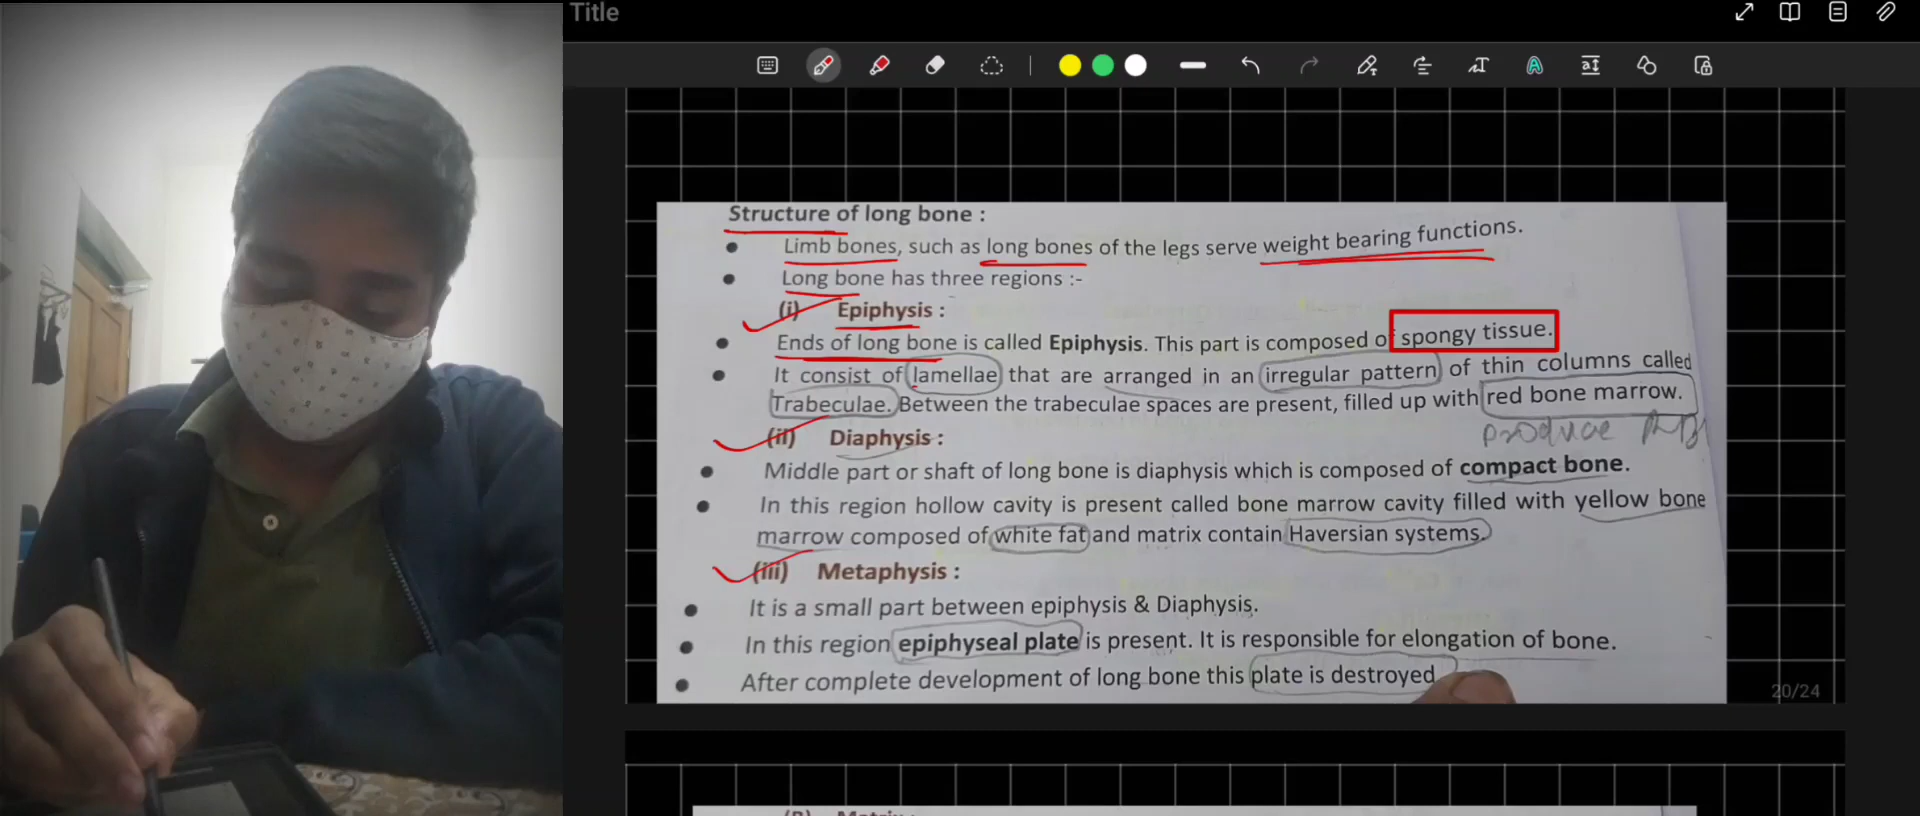 Title
Structure of long bone :
• Limb bones, such as long bones of the legs serve weight bearing functions.
• Long bone has three regions :-
(i) Epiphysis :
• Ends of long bone is called Epiphysis. This part is composed of spongy tissue.
• It consist of lamellae that are arranged in an irregular pattern of thin columns called
Trabeculae. Between the trabeculae spaces are present, filled up with red bone marrow.
produce
(ii) Diaphysis :
• Middle part or shaft of long bone is diaphysis which is composed of compact bone.
• In this region hollow cavity is present called bone marrow cavity filled with yellow bone
marrow composed of white fat and matrix contain Haversian systems.
(iii) Metaphysis :
• It is a small part between epiphysis & Diaphysis.
• In this region epiphyseal plate is present. It is responsible for elongation of bone.
• After complete development of long bone this plate is destroyed
20/24